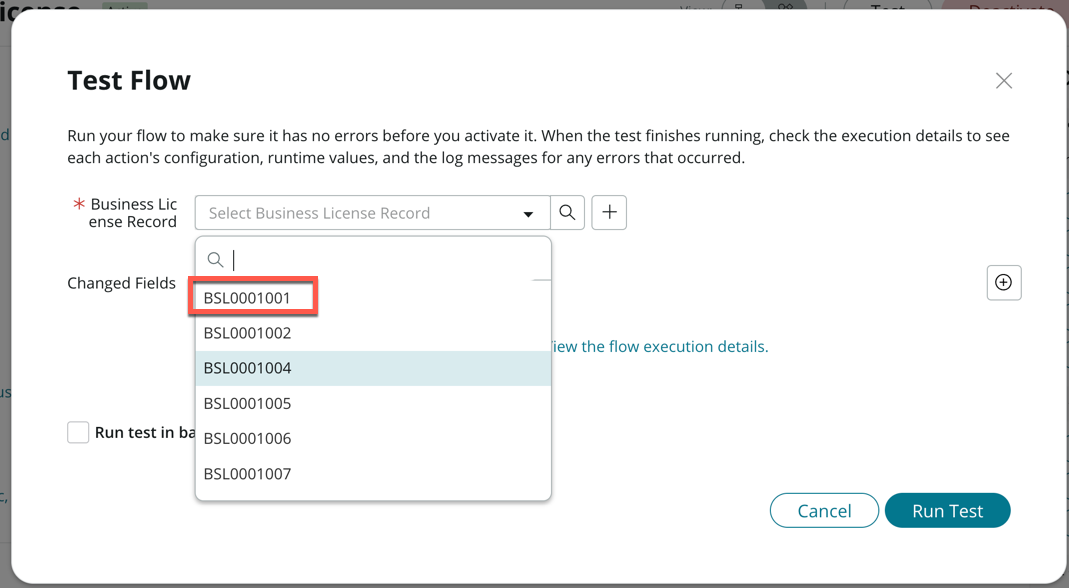 Test Flow
Run your flow to make sure it has no errors before you activate it. When the test finishes running, check the execution details to see
each action's configuration, runtime values, and the log messages for any errors that occurred.
* Business Lic
ense Record
Select Business License Record
Changed Fields
BSL0001001
BSL0001002
iew the flow execution details.
BSL0001004
BSL0001005
Run test in ba
BSL0001006
BSL0001007
Cancel
Run Test